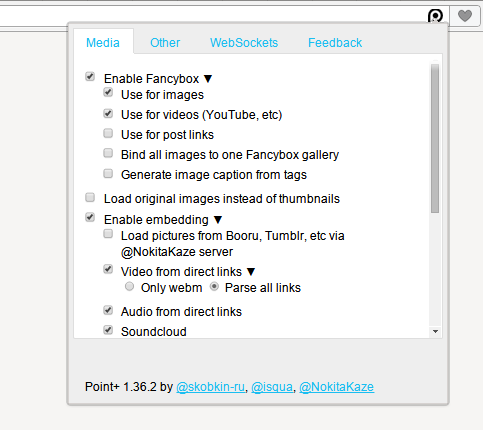 Media Other WebSockets Feedback
Enable Fancybox ▼
Use for images
Use for videos (YouTube, etc)
Use for post links
Bind all images to one Fancybox gallery
Generate image caption from tags
Load original images instead of thumbnails
Enable embedding ▼
Load pictures from Booru, Tumblr, etc via
@NokitaKaze server
Video from direct links ▼
Only webm Parse all links
Audio from direct links
Soundcloud
Point+ 1.36.2 by @skobkin-ru, @isqua, @NokitaKaze